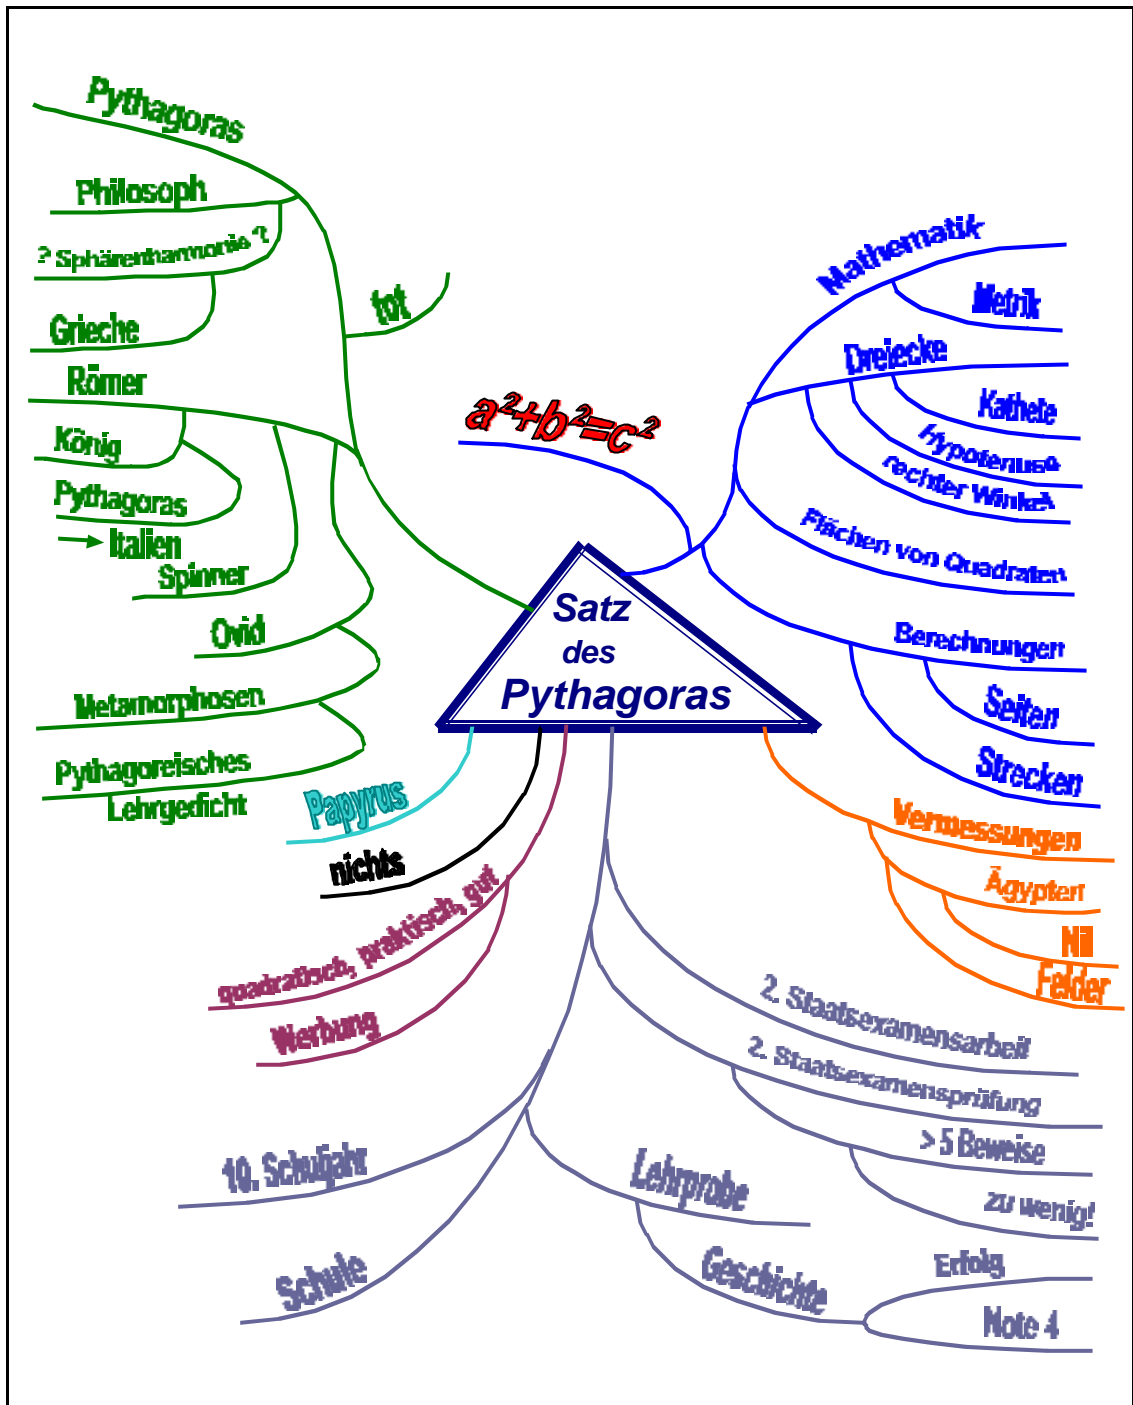 Pythagoras
Philosoph
? Sphärenharmonie ?
Grieche
tot
Römer
König
Pythagoras
Italien
Spinner
Ovid
Metamorphosen
Pythagoreisches
Lehrgedicht
a²+b²=c²
Mathematik
Metrik
Dreiecke
Kathete
Hypotenuse
rechter Winkel
Flächen von Quadraten
Berechnungen
Seiten
Strecken
Satz
des
Pythagoras
Papyrus
nichts
quadratisch, praktisch, gut
Werbung
Vermessungen
Ägypten
Nil
Felder
2. Staatsexamensarbeit
2. Staatsexamensprüfung
> 5 Beweise
zu wenig!
10. Schuljahr
Schule
Lehrprobe
Geschichte
Erfolg
Note 4